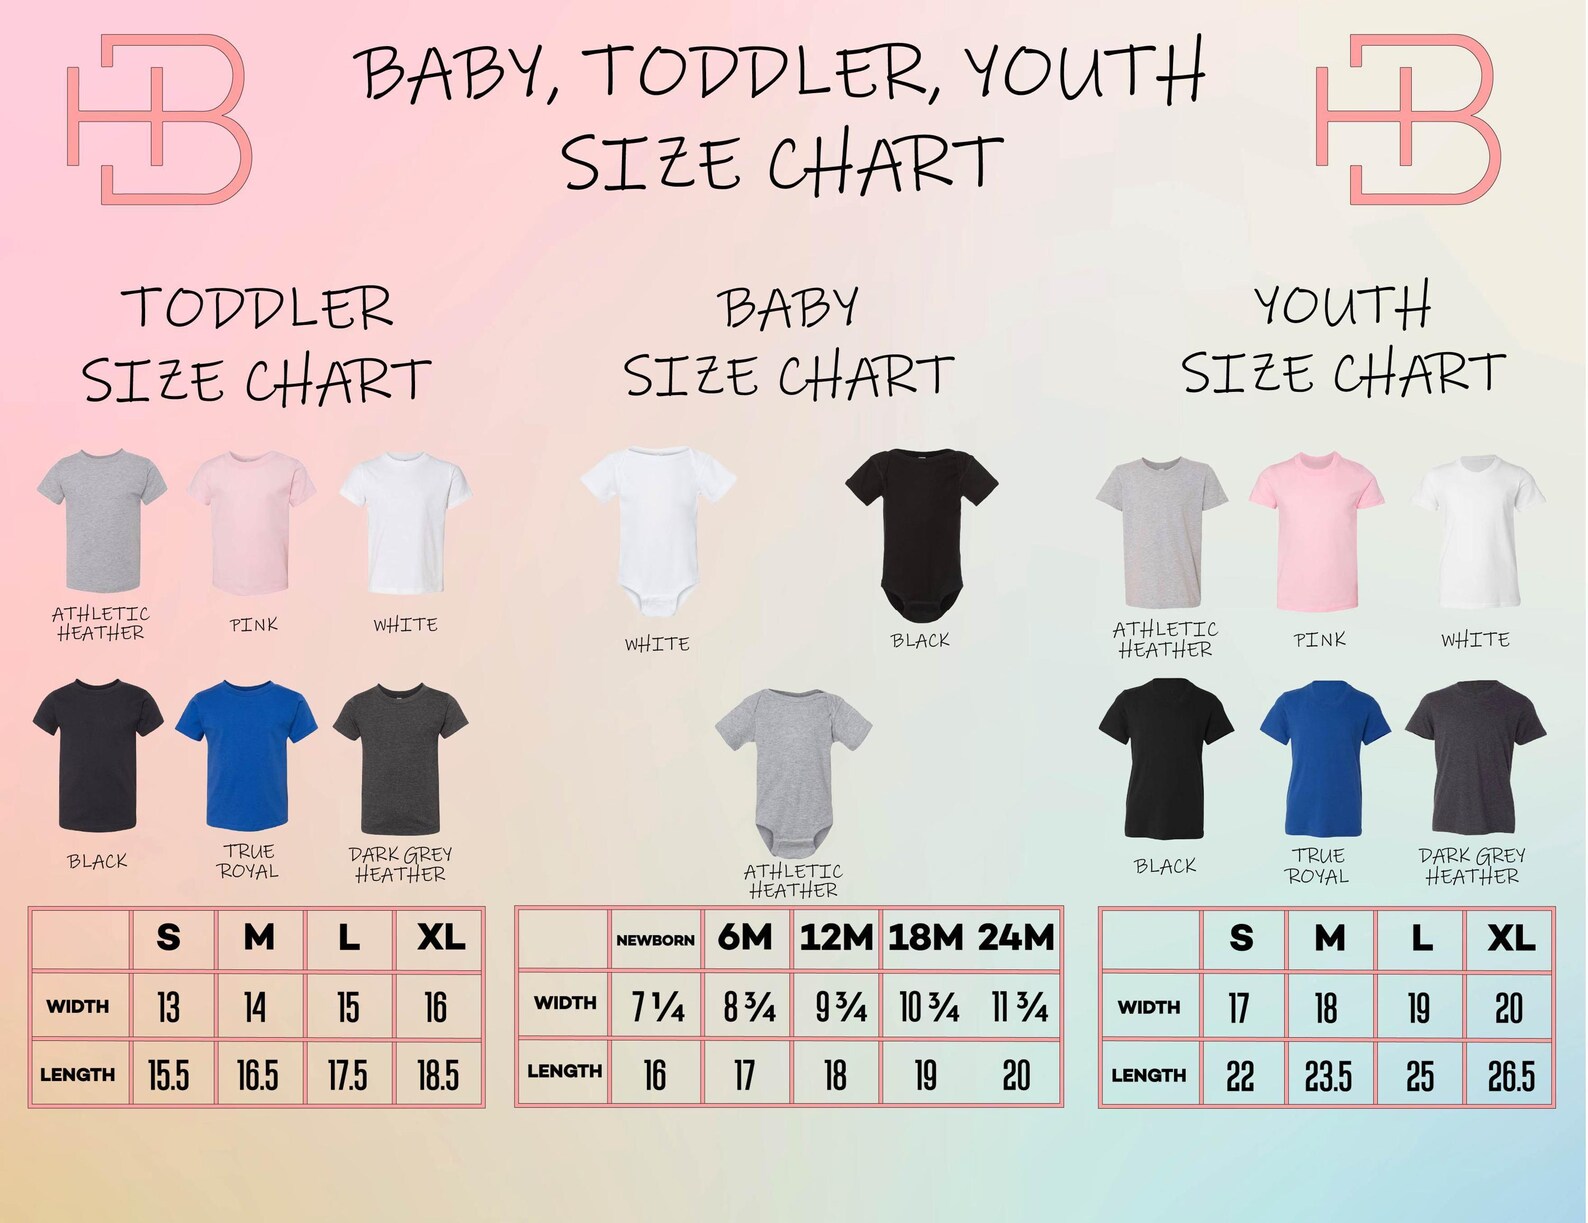 HB
BABY, TODDLER, YOUTH
SIZE CHART
HB
TODDLER
SIZE CHART
ATHLETIC
HEATHER
PINK
WHITE
BLACK
TRUE
ROYAL
DARK GREY
HEATHER
S M L XL
WIDTH 13 14 15 16
LENGTH 15.5 16.5 17.5 18.5
BABY
SIZE CHART
WHITE
BLACK
ATHLETIC
HEATHER
NEWBORN 6M 12M 18M 24M
WIDTH 7 ¼ 8 ¾ 9 ¾ 10 ¾ 11 ¾
LENGTH 16 17 18 19 20
YOUTH
SIZE CHART
ATHLETIC
HEATHER
PINK
WHITE
BLACK
TRUE
ROYAL
DARK GREY
HEATHER
S M L XL
WIDTH 17 18 19 20
LENGTH 22 23.5 25 26.5